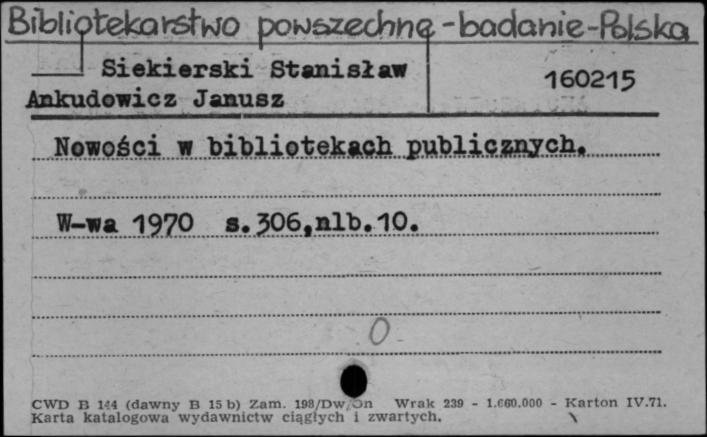 Bibliotekarstwo powszechne - badanie - Polska
Siekierski Stanisław
160215
Ankudowicz Janusz
Nowości w bibliotekach publicznych.
W-wa 1970 s.306,nlb.10.
0
CWD B 144 (dawny B 15 b) Zam. 198/Dw/On Wrak 239 - 1.660.000 - Karton IV.71.
Karta katalogowa wydawnictw ciągłych i zwartych.